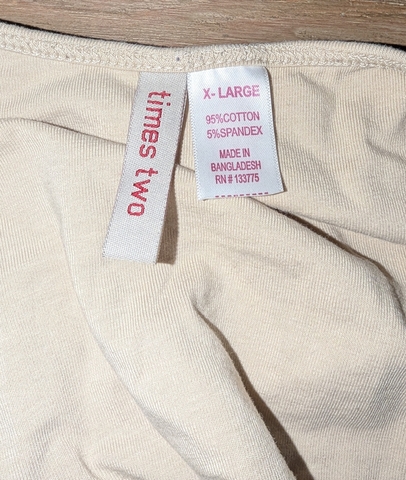 times two
X- LARGE
95%COTTON
5%SPANDEX
MADE IN
BANGLADESH
RN # 133775